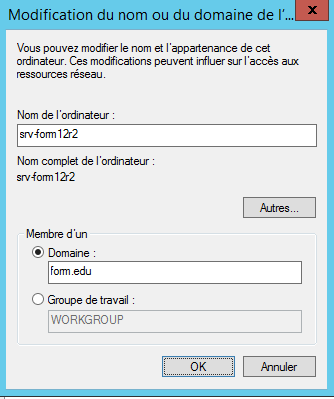 Modification du nom ou du domaine de l'...
x
Vous pouvez modifier le nom et l'appartenance de cet
ordinateur. Ces modifications peuvent influer sur l'accès aux
ressources réseau.
Nom de l'ordinateur :
srv-form12r2
Nom complet de l'ordinateur :
srv-form12r2
Autres...
Membre d'un
Domaine :
form.edu
Groupe de travail :
WORKGROUP
OK
Annuler